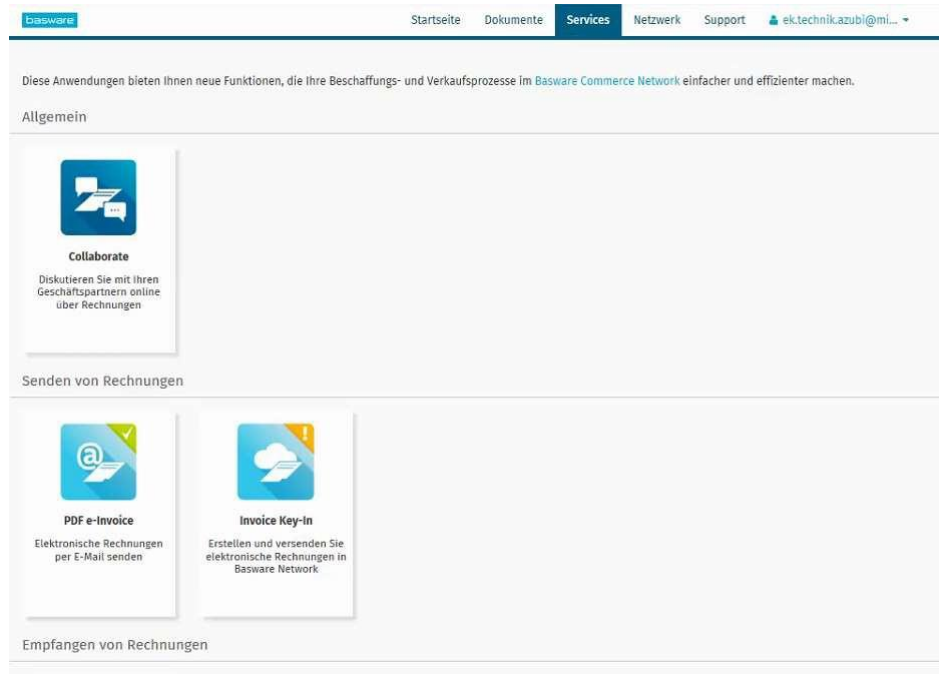 basware
Startseite Dokumente Services Netzwerk Support ek.technik.azubi@mi...
Diese Anwendungen bieten Ihnen neue Funktionen, die Ihre Beschaffungs- und Verkaufsprozesse im Basware Commerce Network einfacher und effizienter machen.
Allgemein
Collaborate
Diskutieren Sie mit Ihren
Geschäftspartnern online
über Rechnungen
Senden von Rechnungen
PDF e-Invoice
Elektronische Rechnungen
per E-Mail senden
Invoice Key-In
Erstellen und versenden Sie
elektronische Rechnungen in
Basware Network
Empfangen von Rechnungen